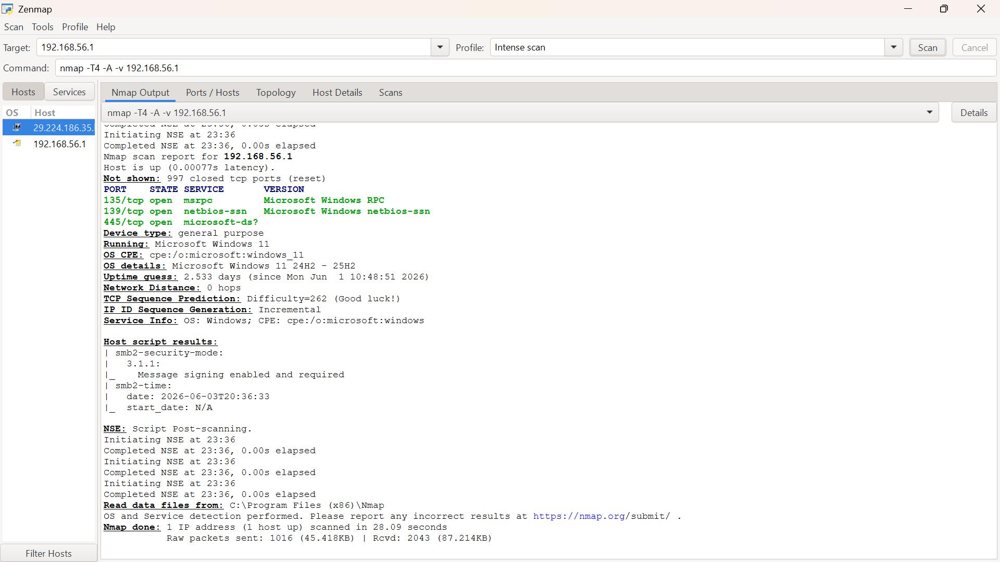 Zenmap
Scan Tools Profile Help
Target: 192.168.56.1 Profile: Intense scan Scan Cancel
Command: nmap -T4 -A -v 192.168.56.1
Hosts Services
Nmap Output Ports / Hosts Topology Host Details Scans
OS Host
nmap -T4 -A -v 192.168.56.1 Details
29.224.186.35.
192.168.56.1
Initiating NSE at 23:36
Completed NSE at 23:36, 0.00s elapsed
Nmap scan report for 192.168.56.1
Host is up (0.00077s latency).
Not shown: 997 closed tcp ports (reset)
PORT STATE SERVICE VERSION
135/tcp open msrpc Microsoft Windows RPC
139/tcp open netbios-ssn Microsoft Windows netbios-ssn
445/tcp open microsoft-ds?
Device type: general purpose
Running: Microsoft Windows 11
OS CPE: cpe:/o:microsoft:windows_11
OS details: Microsoft Windows 11 24H2 - 25H2
Uptime guess: 2.533 days (since Mon Jun  1 10:48:51 2026)
Network Distance: 0 hops
TCP Sequence Prediction: Difficulty=262 (Good luck!)
IP ID Sequence Generation: Incremental
Service Info: OS: Windows; CPE: cpe:/o:microsoft:windows
Host script results:
| smb2-security-mode:
|   3.1.1:
|_    Message signing enabled and required
| smb2-time:
|   date: 2026-06-03T20:36:33
|_  start_date: N/A
NSE: Script Post-scanning.
Initiating NSE at 23:36
Completed NSE at 23:36, 0.00s elapsed
Initiating NSE at 23:36
Completed NSE at 23:36, 0.00s elapsed
Initiating NSE at 23:36
Completed NSE at 23:36, 0.00s elapsed
Read data files from: C:\Program Files (x86)\Nmap
OS and Service detection performed. Please report any incorrect results at https://nmap.org/submit/ .
Nmap done: 1 IP address (1 host up) scanned in 28.09 seconds
Raw packets sent: 1016 (45.418KB) | Rcvd: 2043 (87.214KB)
Filter Hosts